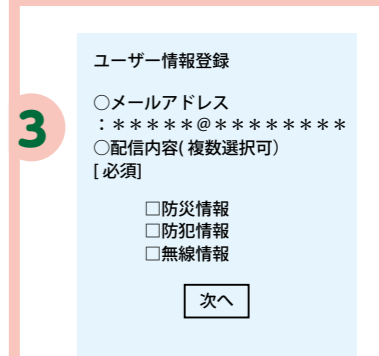 ユーザー情報登録
3
○メールアドレス
：＊＊＊＊＊@＊＊＊＊＊＊＊＊
○配信内容(複数選択可）
[必須]
□防災情報
□防犯情報
□無線情報
次へ